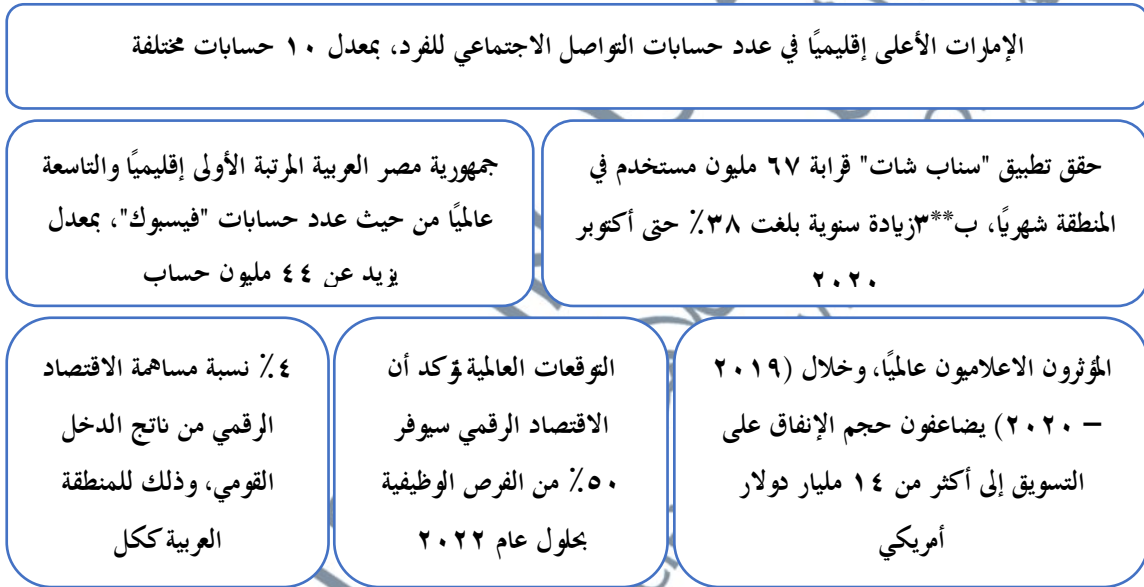 الإمارات الأعلى إقليميًا في عدد حسابات التواصل الاجتماعي للفرد، بمعدل ١٠ حسابات مختلفة
حقق تطبيق "سناب شات" قرابة ٦٧ مليون مستخدم في
المنطقة شهريًا، ب**٣زيادة سنوية بلغت ٣٨٪ حتى أكتوبر
٢٠٢٠
جمهورية مصر العربية المرتبة الأولى إقليميًا والتاسعة
عالميًا من حيث عدد حسابات "فيسبوك"، بمعدل
يزيد عن ٤٤ مليون حساب
المؤثرون الاعلاميون عالميًا، وخلال (٢٠١٩
– ٢٠٢٠) يضاعفون حجم الإنفاق على
التسويق إلى أكثر من ١٤ مليار دولار
أمريكي
التوقعات العالمية تؤكد أن
الاقتصاد الرقمي سيوفر
٥٠٪ من الفرص الوظيفية
بحلول عام ٢٠٢٢
٤٪ نسبة مساهمة الاقتصاد
الرقمي من ناتج الدخل
القومي، وذلك للمنطقة
العربية ككل